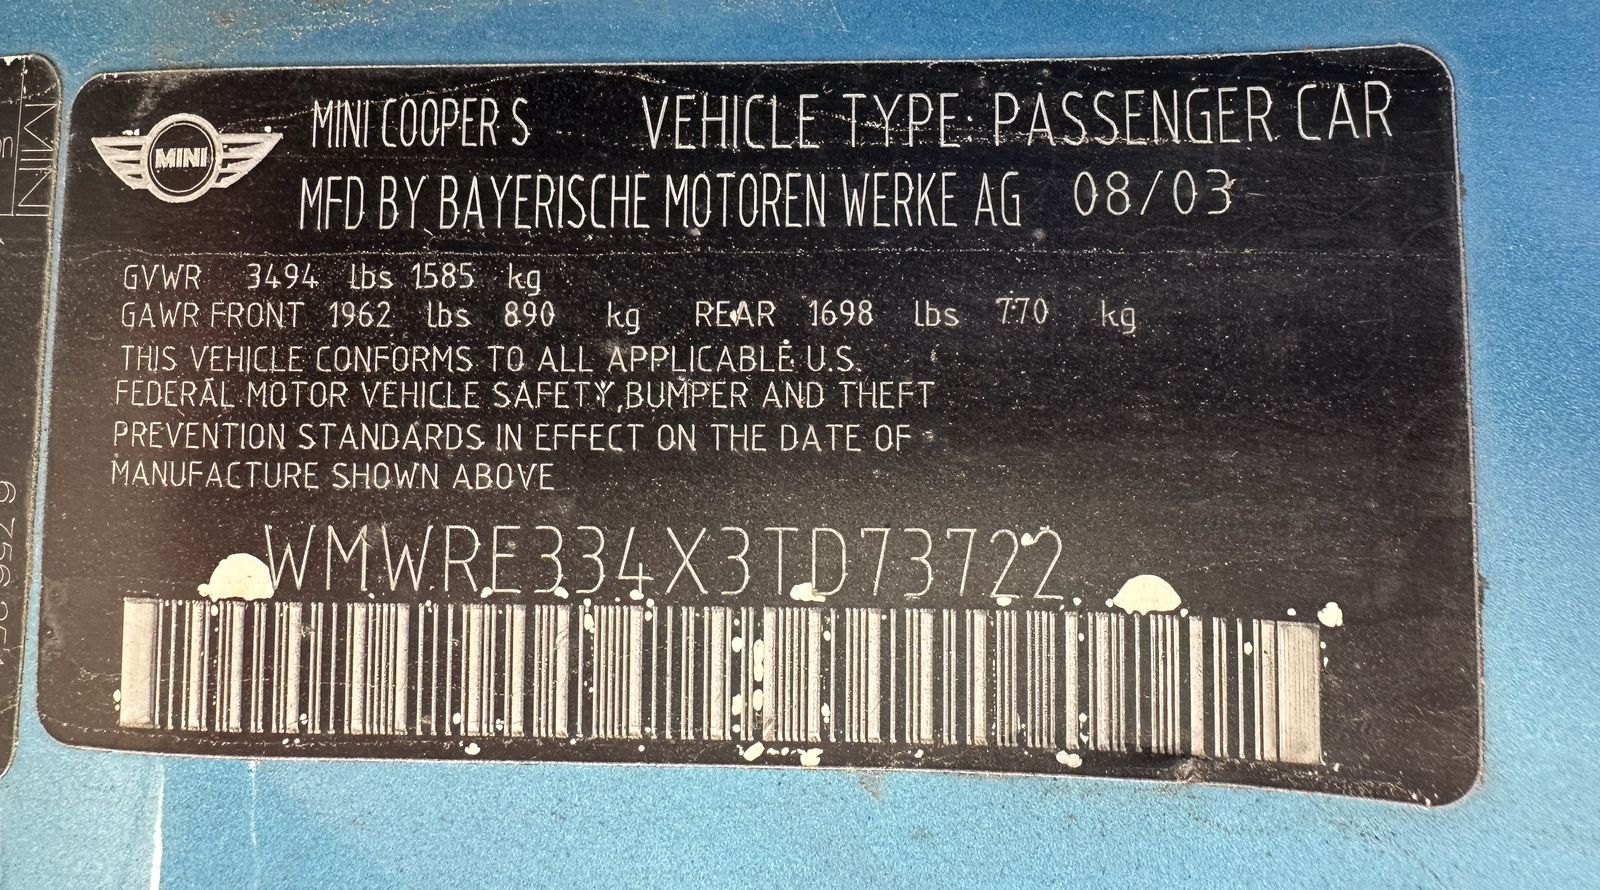 MINI
MINI COOPER S VEHICLE TYPE: PASSENGER CAR
MFD BY BAYERISCHE MOTOREN WERKE AG 08/03
GVWR 3494 lbs 1585 kg
GAWR FRONT 1962 lbs 890 kg REAR 1698 lbs 770 kg
THIS VEHICLE CONFORMS TO ALL APPLICABLE U.S.
FEDERAL MOTOR VEHICLE SAFETY,BUMPER AND THEFT
PREVENTION STANDARDS IN EFFECT ON THE DATE OF
MANUFACTURE SHOWN ABOVE
WMWRE334X3TD73722
MINI